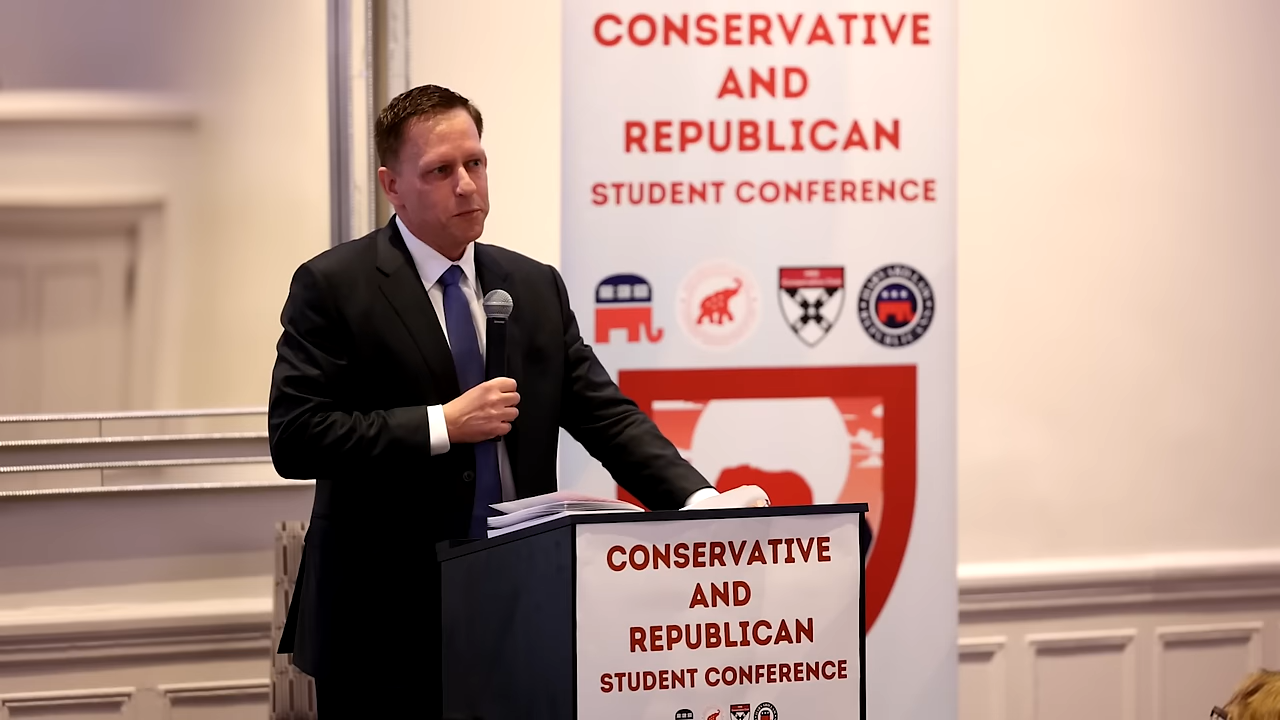 CONSERVATIVE
AND
REPUBLICAN
STUDENT CONFERENCE
CONSERVATIVE
AND
REPUBLICAN
STUDENT CONFERENCE